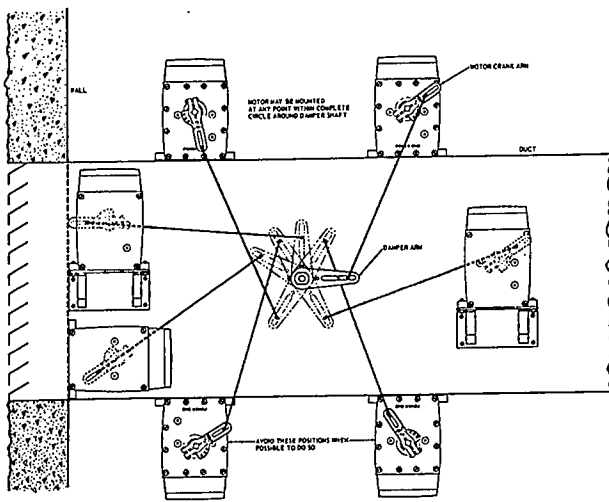 WALL
MOTOR MAY BE MOUNTED
AT ANY POINT WITHIN COMPLETE
CIRCLE AROUND DAMPER SHAFT
MOTOR CRANK ARM
DUCT
DAMPER ARM
AVOID THESE POSITIONS WHEN
POSSIBLE TO DO SO